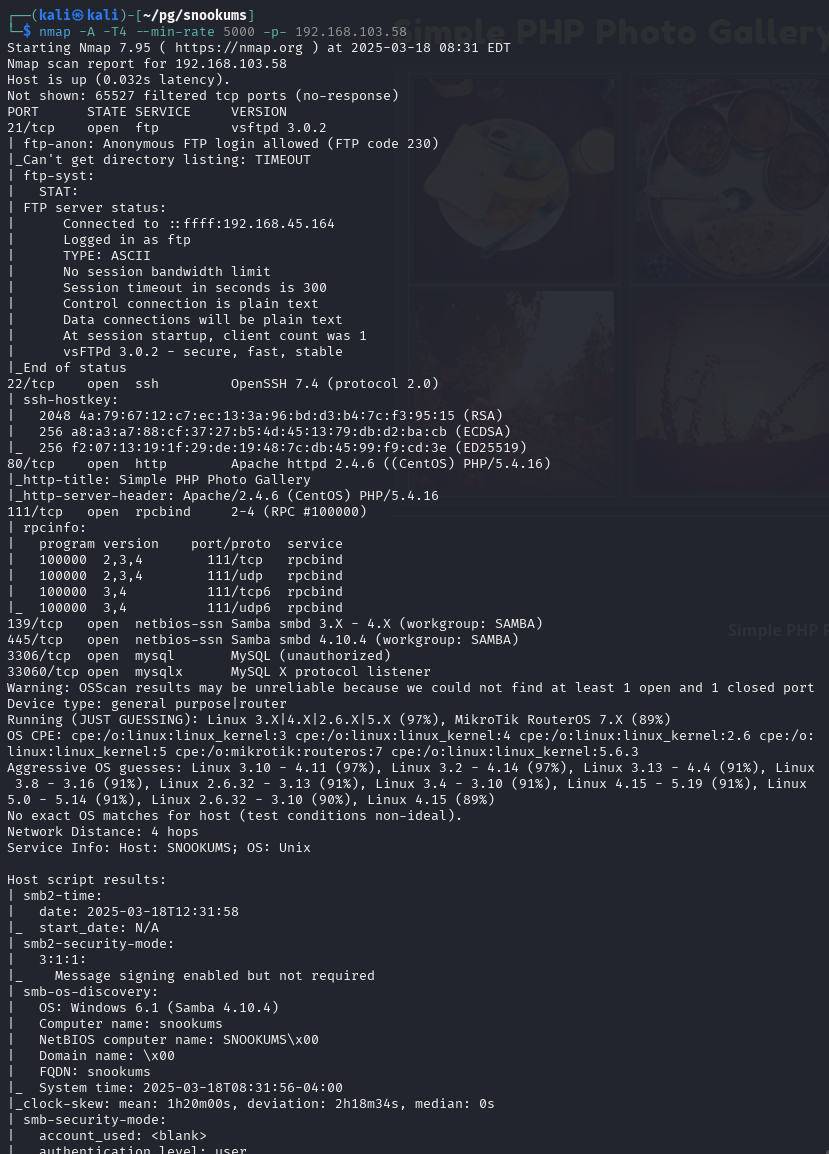 ┌──(kali㉿kali)-[~/pg/snookums]
└─$ nmap -A -T4 --min-rate 5000 -p- 192.168.103.58
Starting Nmap 7.95 ( https://nmap.org ) at 2025-03-18 08:31 EDT
Nmap scan report for 192.168.103.58
Host is up (0.032s latency).
Not shown: 65527 filtered tcp ports (no-response)
PORT      STATE SERVICE     VERSION
21/tcp    open  ftp         vsftpd 3.0.2
| ftp-anon: Anonymous FTP login allowed (FTP code 230)
|_Can't get directory listing: TIMEOUT
| ftp-syst:
|   STAT:
| FTP server status:
|      Connected to ::ffff:192.168.45.164
|      Logged in as ftp
|      TYPE: ASCII
|      No session bandwidth limit
|      Session timeout in seconds is 300
|      Control connection is plain text
|      Data connections will be plain text
|      At session startup, client count was 1
|      vsFTPd 3.0.2 - secure, fast, stable
|_End of status
22/tcp    open  ssh         OpenSSH 7.4 (protocol 2.0)
| ssh-hostkey:
|   2048 4a:79:67:12:c7:ec:13:3a:96:bd:d3:b4:7c:f3:95:15 (RSA)
|   256 a8:a3:a7:88:cf:37:27:b5:4d:45:13:79:db:d2:ba:cb (ECDSA)
|_  256 f2:07:13:19:1f:29:de:19:48:7c:db:45:99:f9:cd:3e (ED25519)
80/tcp    open  http        Apache httpd 2.4.6 ((CentOS) PHP/5.4.16)
|_http-title: Simple PHP Photo Gallery
|_http-server-header: Apache/2.4.6 (CentOS) PHP/5.4.16
111/tcp   open  rpcbind     2-4 (RPC #100000)
| rpcinfo:
|   program version    port/proto  service
|   100000  2,3,4        111/tcp   rpcbind
|   100000  2,3,4        111/udp   rpcbind
|   100000  3,4          111/tcp6  rpcbind
|_  100000  3,4          111/udp6  rpcbind
139/tcp   open  netbios-ssn Samba smbd 3.X - 4.X (workgroup: SAMBA)
445/tcp   open  netbios-ssn Samba smbd 4.10.4 (workgroup: SAMBA)
3306/tcp  open  mysql       MySQL (unauthorized)
33060/tcp open  mysqlx      MySQL X protocol listener
Warning: OSScan results may be unreliable because we could not find at least 1 open and 1 closed port
Device type: general purpose|router
Running (JUST GUESSING): Linux 3.X|4.X|2.6.X|5.X (97%), MikroTik RouterOS 7.X (89%)
OS CPE: cpe:/o:linux:linux_kernel:3 cpe:/o:linux:linux_kernel:4 cpe:/o:linux:linux_kernel:2.6 cpe:/o:
linux:linux_kernel:5 cpe:/o:mikrotik:routeros:7 cpe:/o:linux:linux_kernel:5.6.3
Aggressive OS guesses: Linux 3.10 - 4.11 (97%), Linux 3.2 - 4.14 (97%), Linux 3.13 - 4.4 (91%), Linux
 3.8 - 3.16 (91%), Linux 2.6.32 - 3.13 (91%), Linux 3.4 - 3.10 (91%), Linux 4.15 - 5.19 (91%), Linux
5.0 - 5.14 (91%), Linux 2.6.32 - 3.10 (90%), Linux 4.15 (89%)
No exact OS matches for host (test conditions non-ideal).
Network Distance: 4 hops
Service Info: Host: SNOOKUMS; OS: Unix

Host script results:
| smb2-time:
|   date: 2025-03-18T12:31:58
|_  start_date: N/A
| smb2-security-mode:
|   3:1:1:
|_    Message signing enabled but not required
| smb-os-discovery:
|   OS: Windows 6.1 (Samba 4.10.4)
|   Computer name: snookums
|   NetBIOS computer name: SNOOKUMS\x00
|   Domain name: \x00
|   FQDN: snookums
|_  System time: 2025-03-18T08:31:56-04:00
|_clock-skew: mean: 1h20m00s, deviation: 2h18m34s, median: 0s
| smb-security-mode:
|   account_used: <blank>
|   authentication_level: user
Simple PHP Photo Gallery
Simple PHP